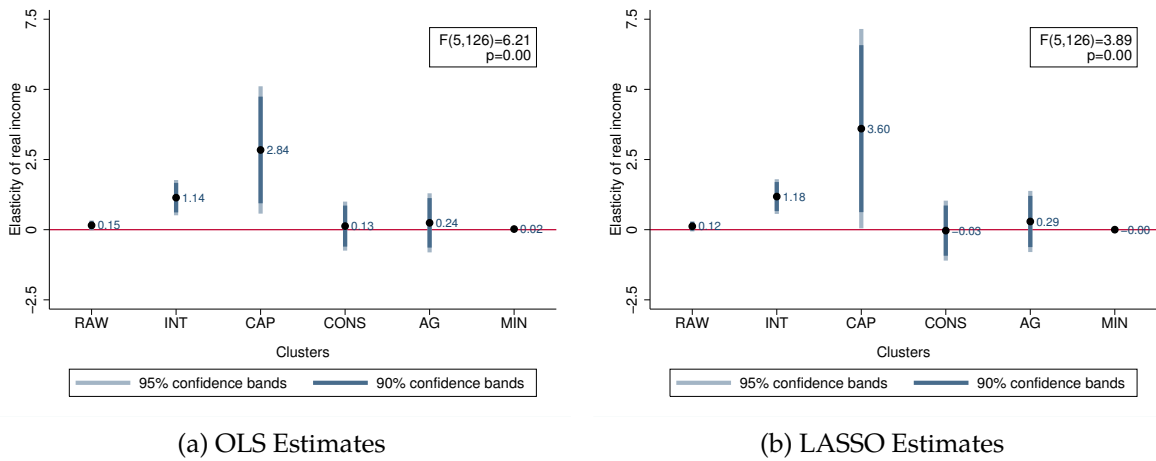 7.5
F(5,126)=6.21
p=0.00
5
2.5
0
−2.5
Elasticity of real income
0.15
1.14
2.84
0.13
0.24
0.02
RAW INT CAP CONS AG MIN
Clusters
95% confidence bands 90% confidence bands
(a) OLS Estimates
7.5
F(5,126)=3.89
p=0.00
5
2.5
0
−2.5
Elasticity of real income
0.12
1.18
3.60
−0.03
0.29
−0.00
RAW INT CAP CONS AG MIN
Clusters
95% confidence bands 90% confidence bands
(b) LASSO Estimates